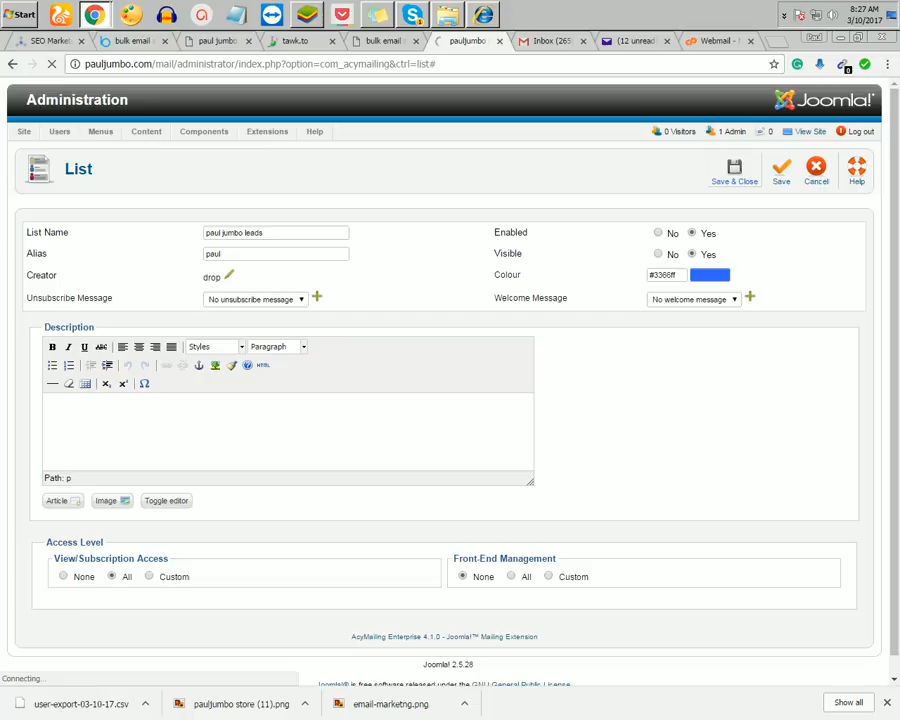 Start
8:27 AM
3/10/2017
Paul
SEO Market
bulk email
paul jumbo
tawk.to
bulk email
pauljumbo
Inbox (265
(12 unread
Webmail -
pauljumbo.com/mail/administrator/index.php?option=com_acymailing&ctrl=list#
Administration
Joomla!
Site Users Menus Content Components Extensions Help
0 Visitors 1 Admin 0 View Site Log out
List
Save & Close Save Cancel Help
List Name paul jumbo leads Enabled No Yes
Alias paul Visible No Yes
Creator drop Colour #3366ff
Unsubscribe Message No unsubscribe message Welcome Message No welcome message
Description
B I U ABC Styles Paragraph
HTML
Path: p
Article Image Toggle editor
Access Level
View/Subscription Access Front-End Management
None All Custom None All Custom
AcyMailing Enterprise 4.1.0 - Joomla!™ Mailing Extension
Joomla! 2.5.28
Joomla!® is free software released under the GNU General Public License.
Connecting...
user-export-03-10-17.csv pauljumbo store (11).png email-marketng.png Show all